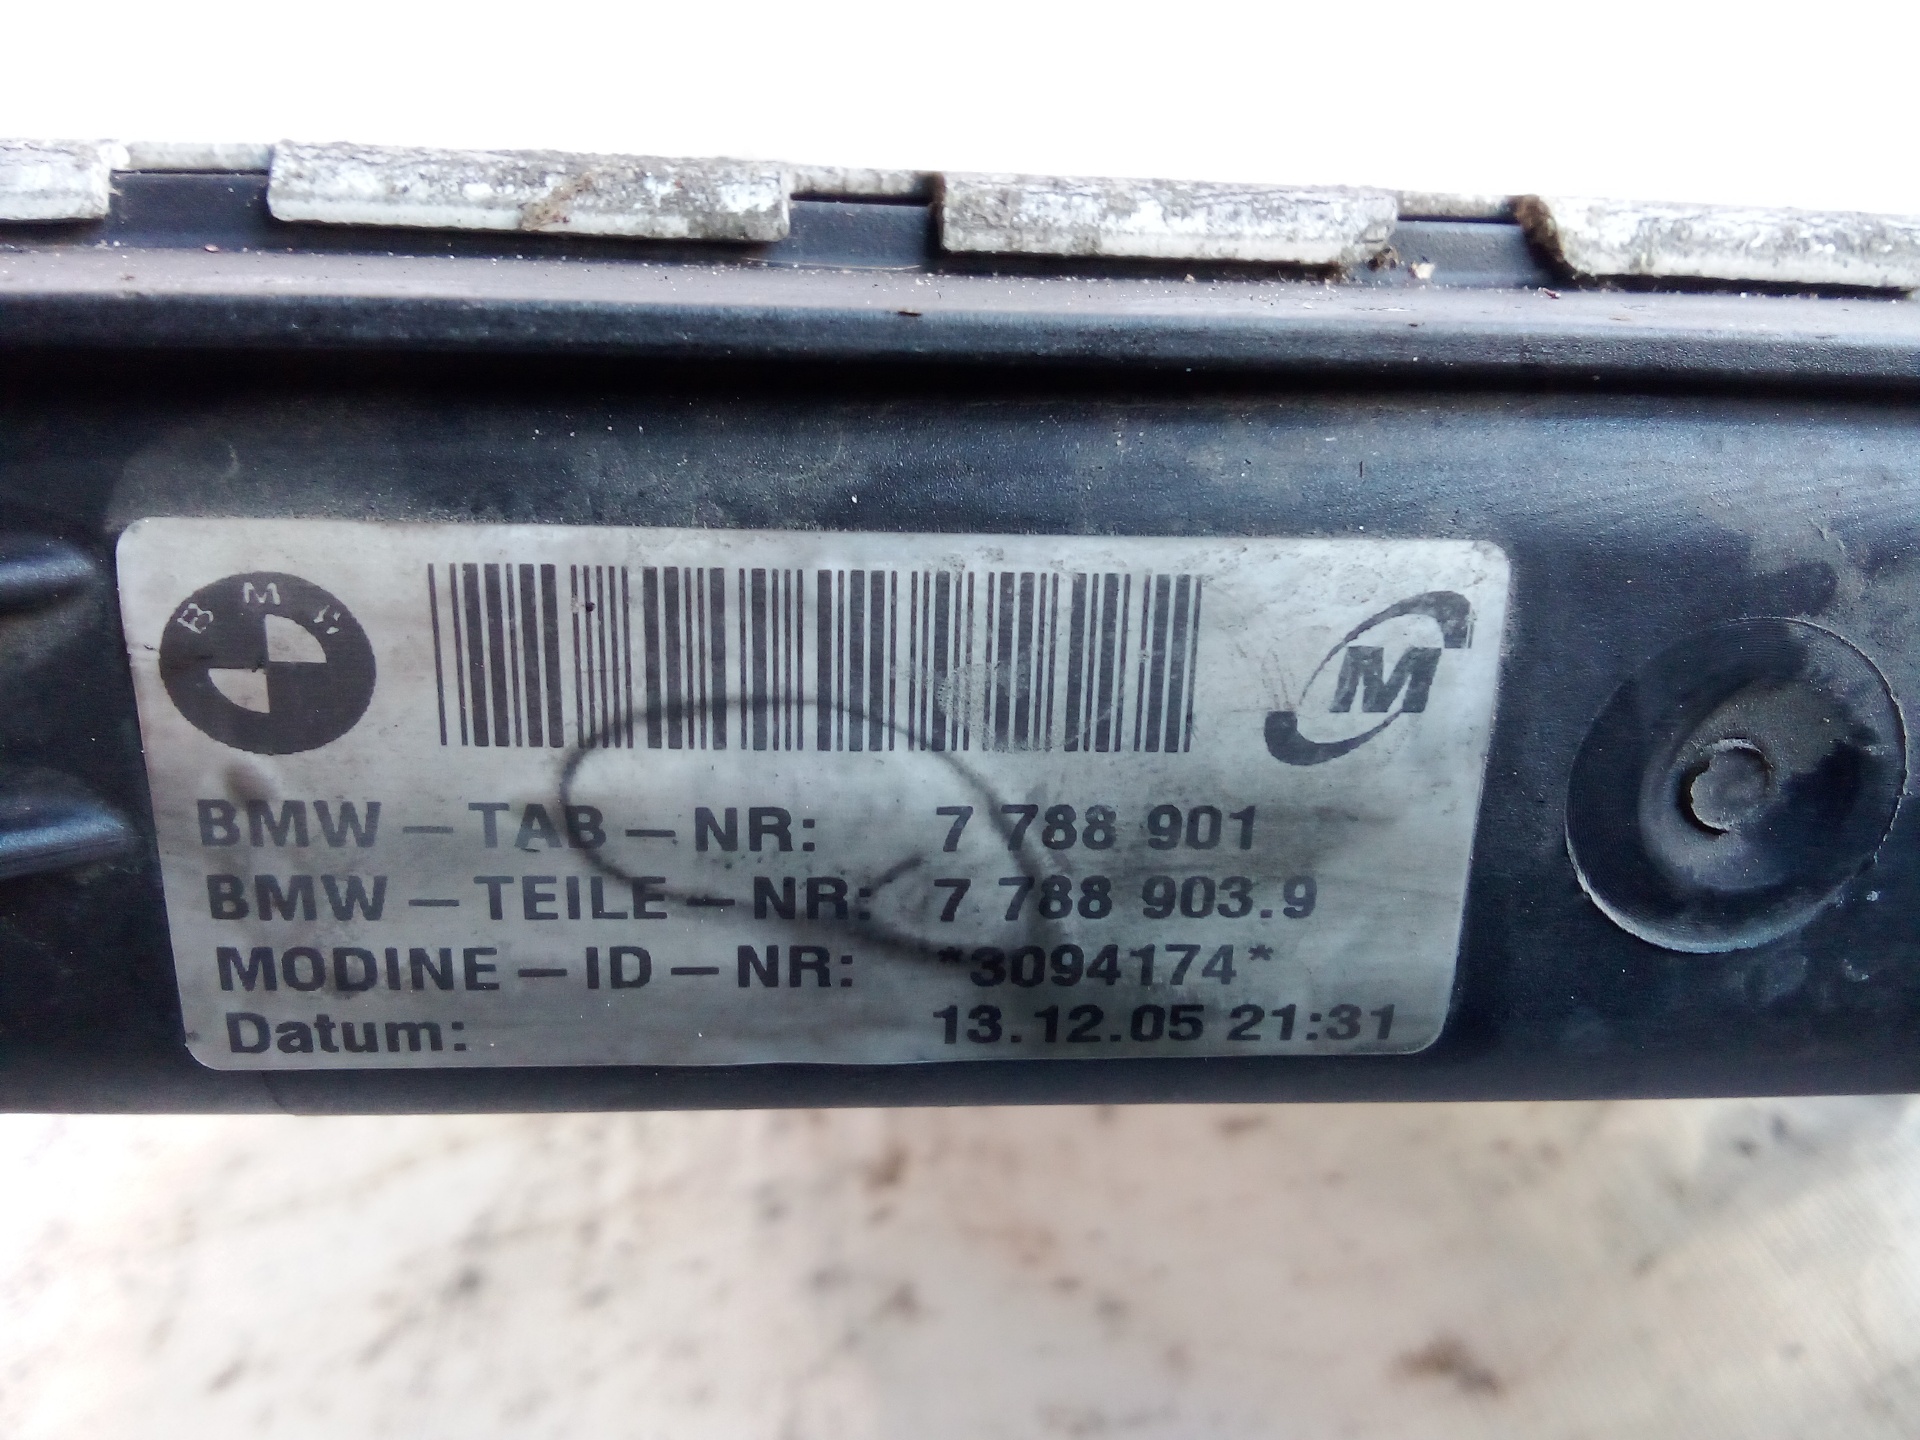 BMW
M
BMW – TAB – NR: 7 788 901
BMW – TEILE – NR: 7 788 903.9
MODINE – ID – NR: *3094174*
Datum: 13.12.05 21:31